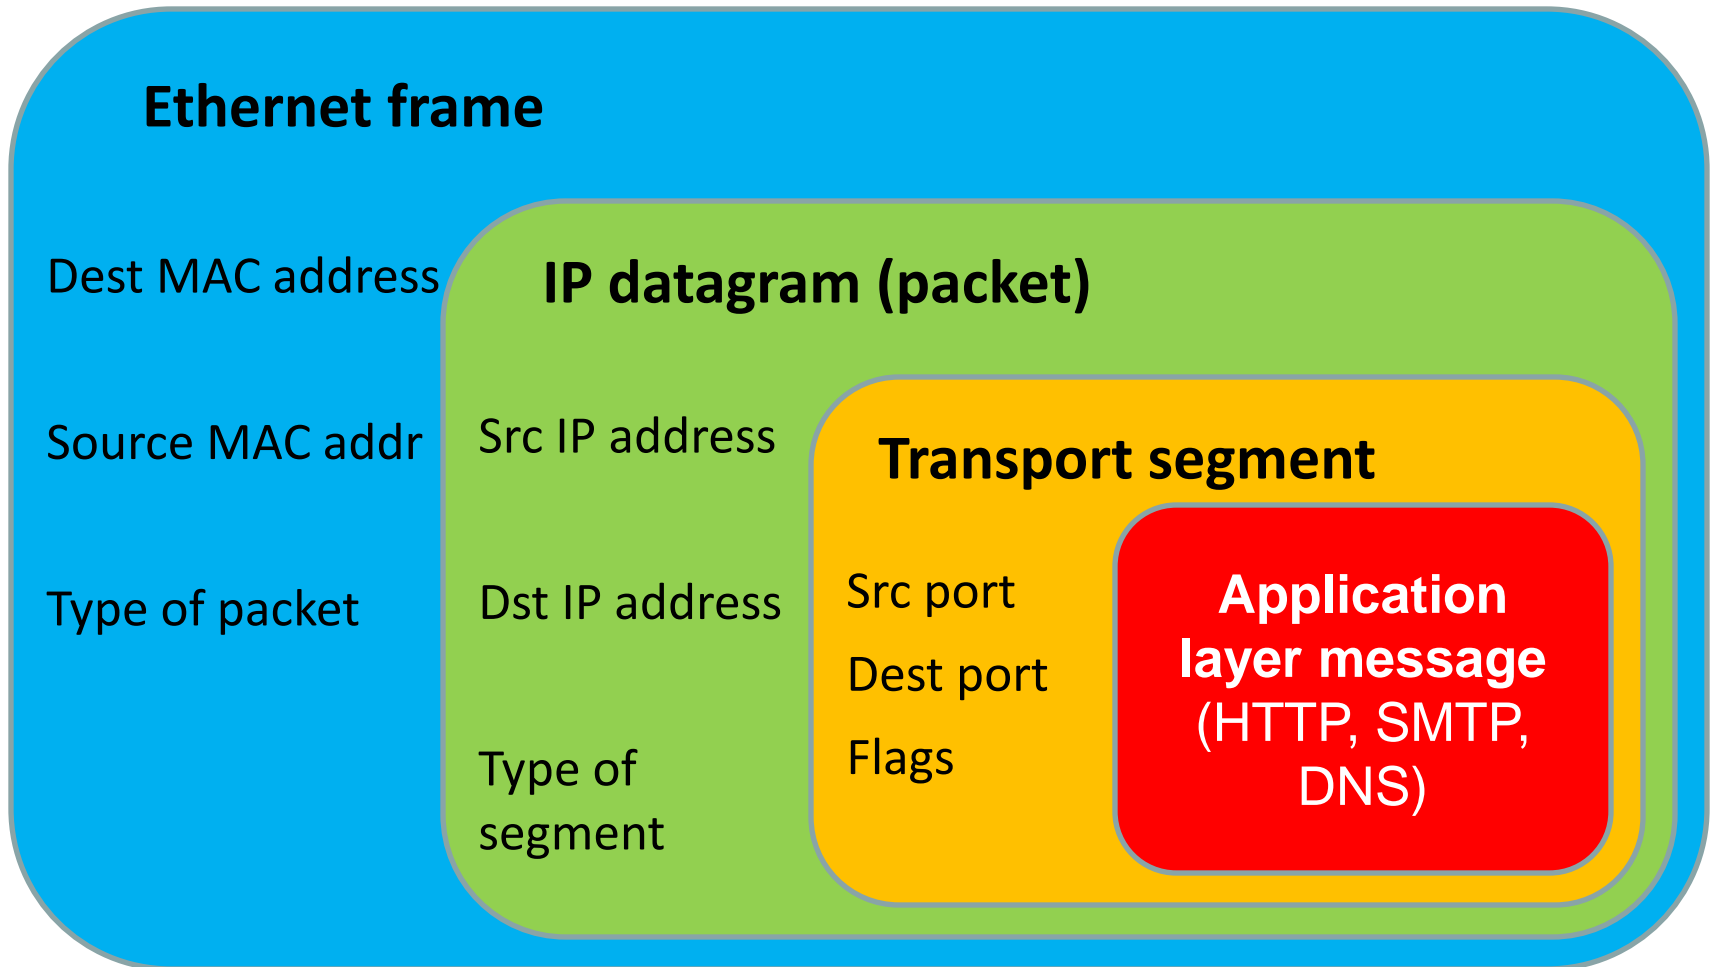 Ethernet frame
Dest MAC address
Source MAC addr
Type of packet
IP datagram (packet)
Src IP address
Dst IP address
Type of
segment
Transport segment
Src port
Dest port
Flags
Application
layer message
(HTTP, SMTP,
DNS)